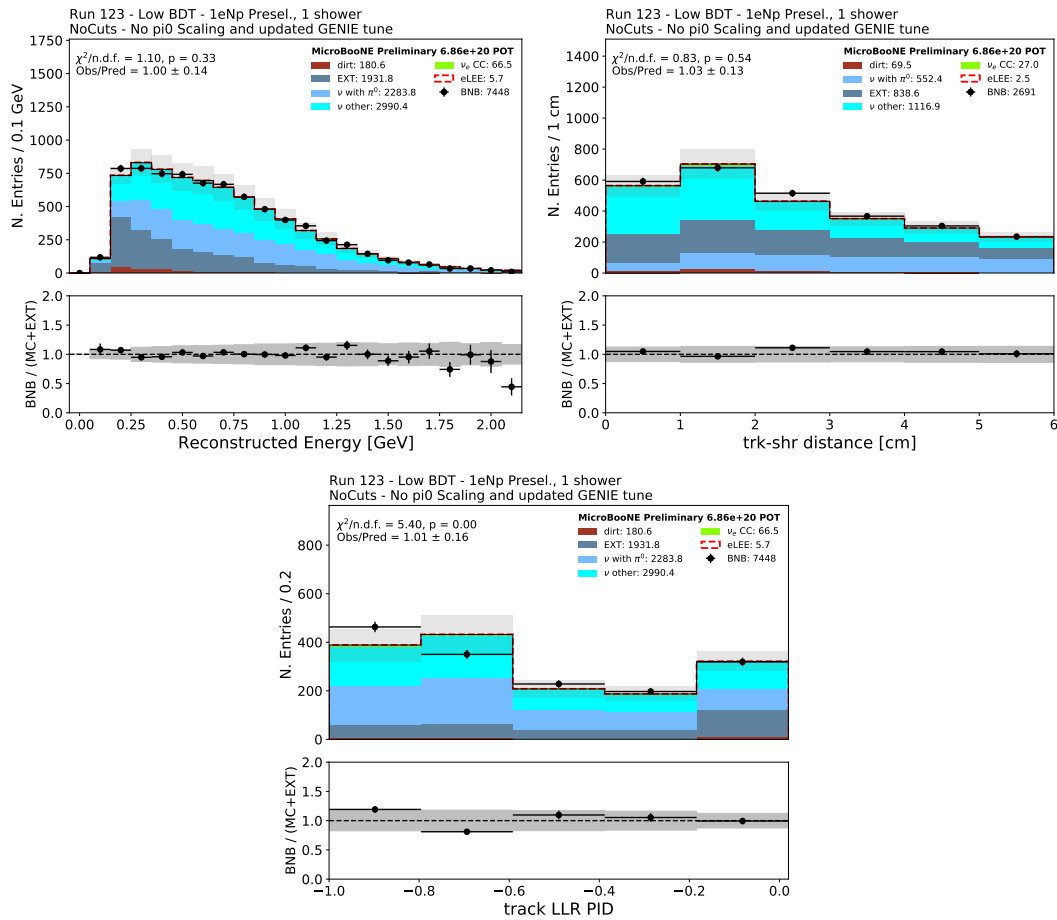 Run 123 - Low BDT - 1eNp Presel., 1 shower
NoCuts - No pi0 Scaling and updated GENIE tune
MicroBooNE Preliminary 6.86e+20 POT
χ²/n.d.f. = 1.10, p = 0.33
Obs/Pred = 1.00 ± 0.14
dirt: 180.6
EXT: 1931.8
ν with π⁰: 2283.8
ν other: 2990.4
νₑ CC: 66.5
eLEE: 5.7
BNB: 7448
N. Entries / 0.1 GeV
1750
1500
1250
1000
750
500
250
0
BNB / (MC+EXT)
2.0
1.5
1.0
0.5
0.0
0.00 0.25 0.50 0.75 1.00 1.25 1.50 1.75 2.00
Reconstructed Energy [GeV]
Run 123 - Low BDT - 1eNp Presel., 1 shower
NoCuts - No pi0 Scaling and updated GENIE tune
MicroBooNE Preliminary 6.86e+20 POT
χ²/n.d.f. = 0.83, p = 0.54
Obs/Pred = 1.03 ± 0.13
dirt: 69.5
ν with π⁰: 552.4
EXT: 838.6
ν other: 1116.9
νₑ CC: 27.0
eLEE: 2.5
BNB: 2691
N. Entries / 1 cm
1400
1200
1000
800
600
400
200
0
BNB / (MC+EXT)
2.0
1.5
1.0
0.5
0.0
0 1 2 3 4 5 6
trk-shr distance [cm]
Run 123 - Low BDT - 1eNp Presel., 1 shower
NoCuts - No pi0 Scaling and updated GENIE tune
MicroBooNE Preliminary 6.86e+20 POT
χ²/n.d.f. = 5.40, p = 0.00
Obs/Pred = 1.01 ± 0.16
dirt: 180.6
EXT: 1931.8
ν with π⁰: 2283.8
ν other: 2990.4
νₑ CC: 66.5
eLEE: 5.7
BNB: 7448
N. Entries / 0.2
800
600
400
200
0
BNB / (MC+EXT)
2.0
1.5
1.0
0.5
0.0
−1.0 −0.8 −0.6 −0.4 −0.2 0.0
track LLR PID